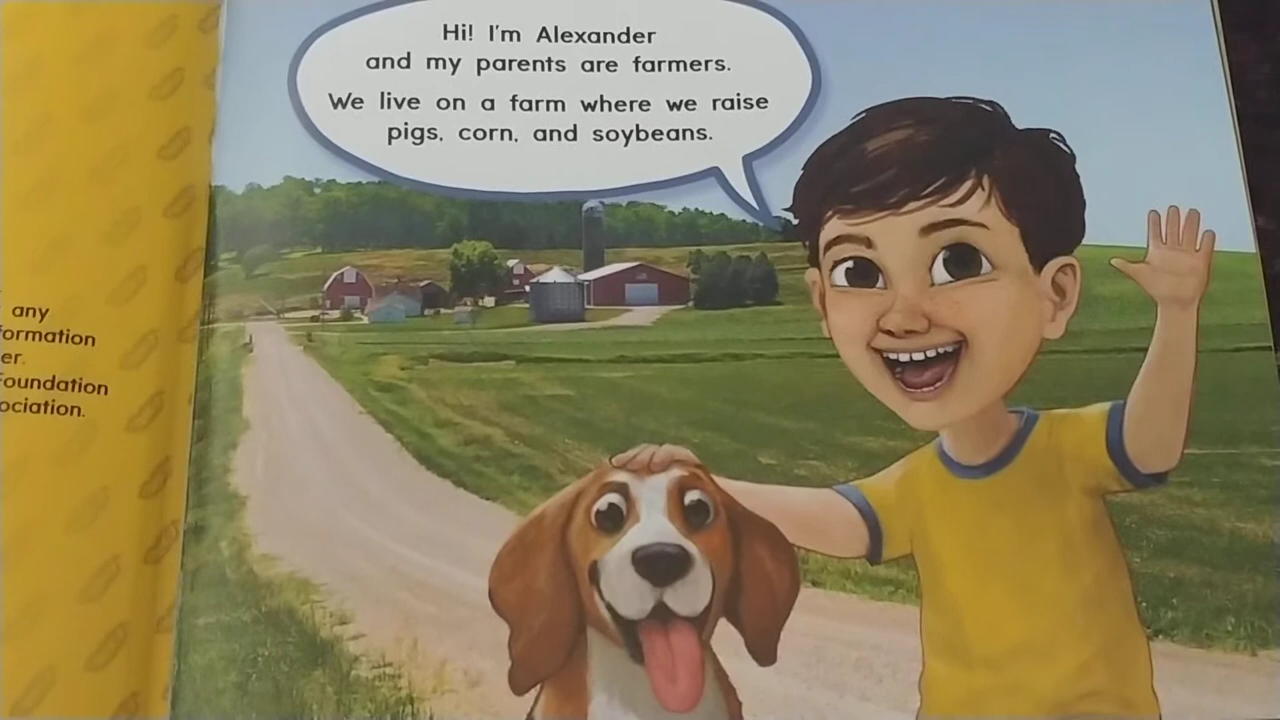 Hi! I'm Alexander
and my parents are farmers.
We live on a farm where we raise
pigs, corn, and soybeans.
any
formation
er.
Foundation
ociation.